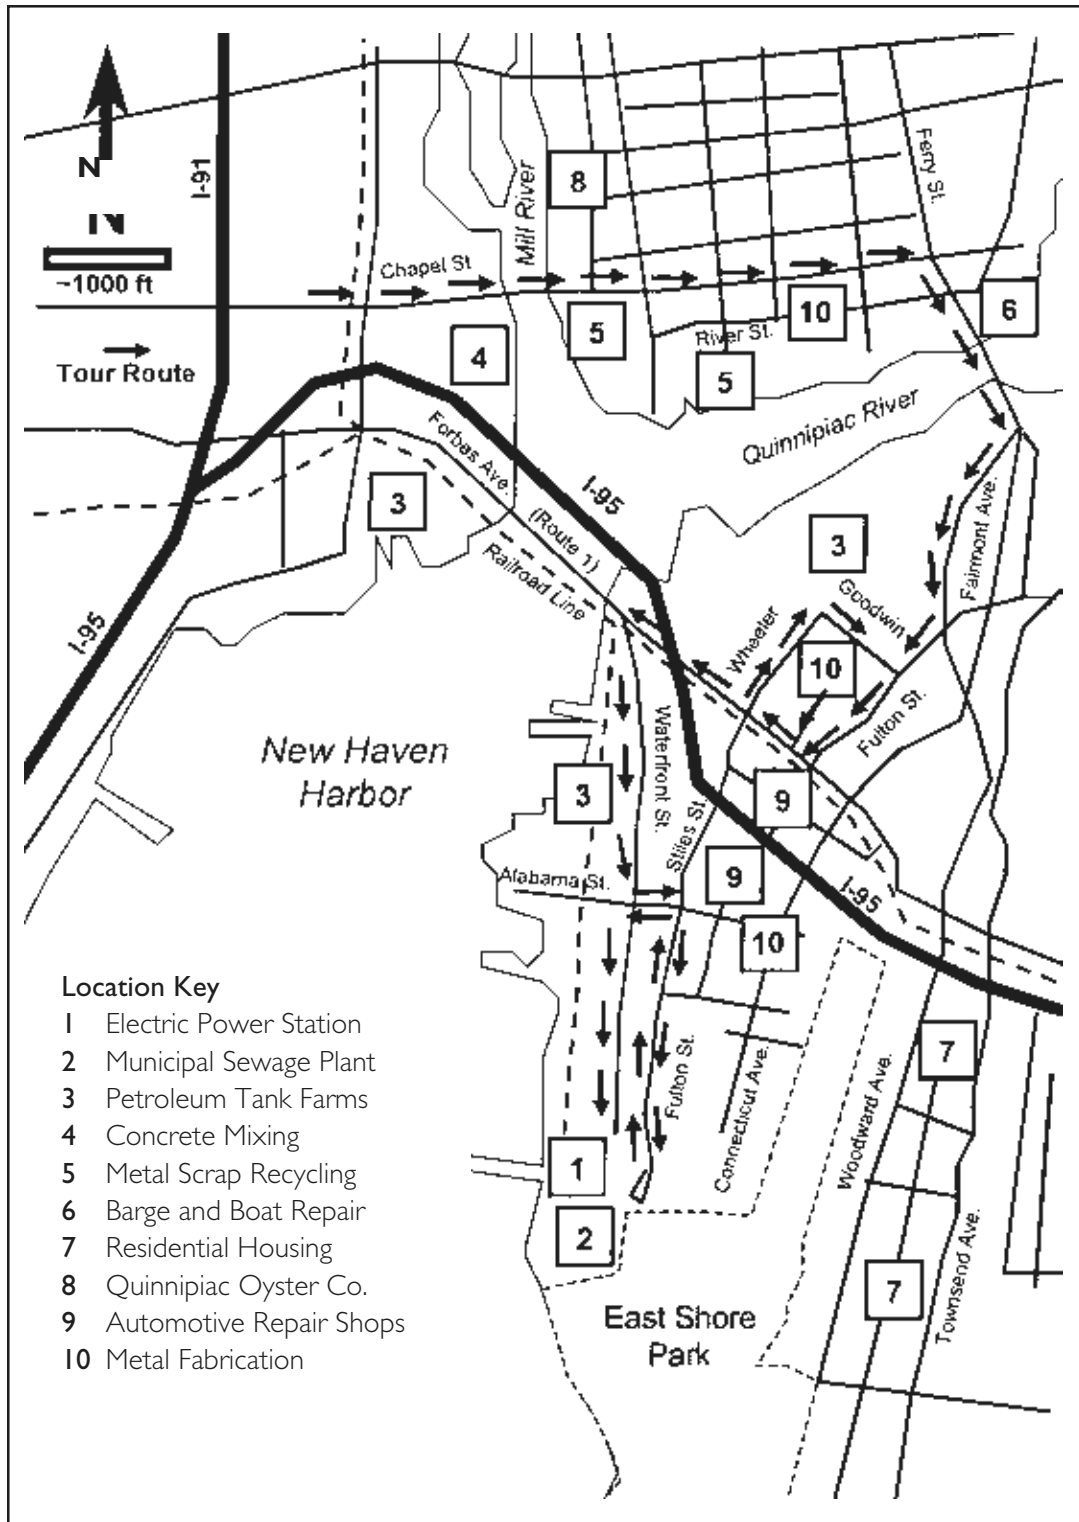 N
N
~1000 ft
Tour Route
I-91
Chapel St
Mill River
8
Ferry St.
5
10
6
4
River St.
5
Quinnipiac River
Forbes Ave.
(Route 1)
I-95
Railroad Line
3
3
Fairmont Ave.
Goodwin
Wheeler
10
Fulton St.
I-95
New Haven
Harbor
Waterfront St.
3
9
Stiles St.
Alabama St.
9
I-95
10
Fulton St.
Connecticut Ave.
Woodward Ave.
7
1
2
7
Townsend Ave.
East Shore
Park
Location Key
1 Electric Power Station
2 Municipal Sewage Plant
3 Petroleum Tank Farms
4 Concrete Mixing
5 Metal Scrap Recycling
6 Barge and Boat Repair
7 Residential Housing
8 Quinnipiac Oyster Co.
9 Automotive Repair Shops
10 Metal Fabrication